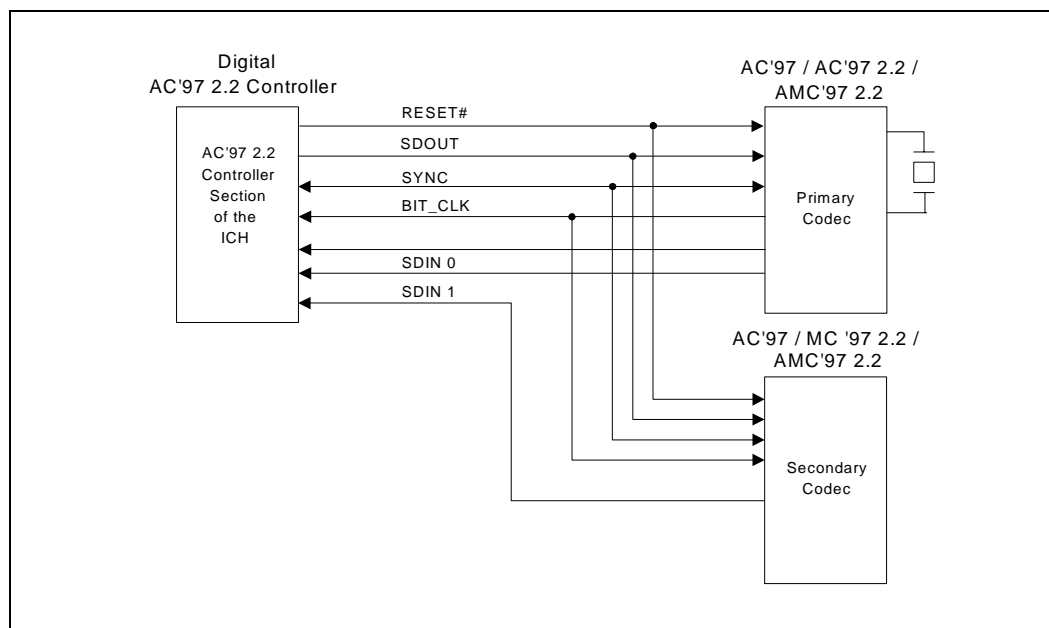 Digital
AC'97 2.2 Controller
AC'97 / AC'97 2.2 /
AMC'97 2.2
RESET#
SDOUT
SYNC
BIT_CLK
SDIN 0
SDIN 1
AC'97 2.2
Controller
Section
of the
ICH
Primary
Codec
AC'97 / MC '97 2.2 /
AMC'97 2.2
Secondary
Codec